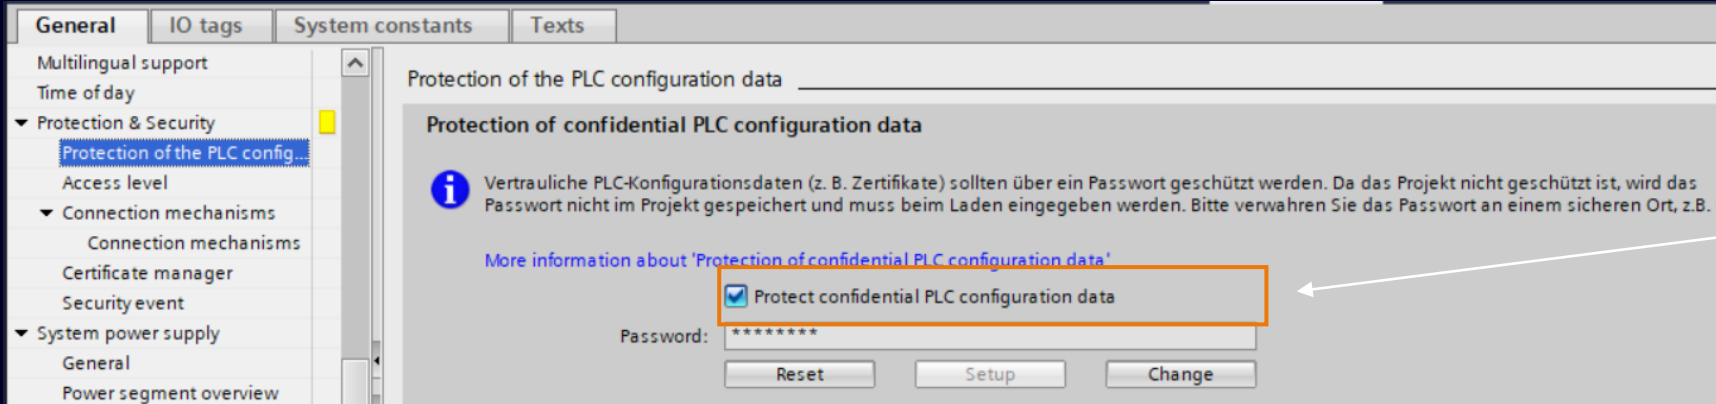 General IO tags System constants Texts
Multilingual support
Time of day
Protection & Security
Protection of the PLC config...
Access level
Connection mechanisms
Connection mechanisms
Certificate manager
Security event
System power supply
General
Power segment overview
Protection of the PLC configuration data
Protection of confidential PLC configuration data
Vertrauliche PLC-Konfigurationsdaten (z. B. Zertifikate) sollten über ein Passwort geschützt werden. Da das Projekt nicht geschützt ist, wird das
Passwort nicht im Projekt gespeichert und muss beim Laden eingegeben werden. Bitte verwahren Sie das Passwort an einem sicheren Ort, z.B.
More information about 'Protection of confidential PLC configuration data'
Protect confidential PLC configuration data
Password: ********
Reset Setup Change